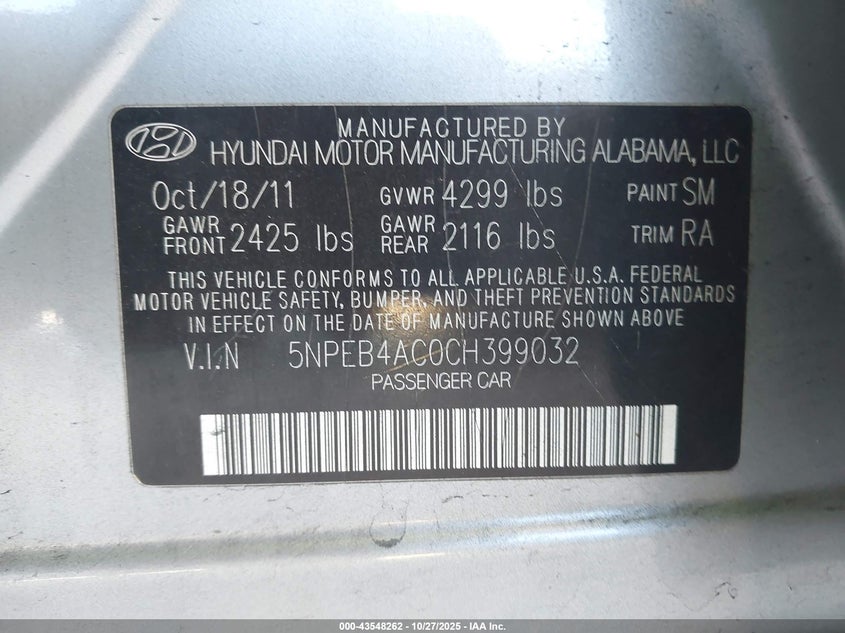 MANUFACTURED BY
HYUNDAI MOTOR MANUFACTURING ALABAMA, LLC
Oct/18/11 GVWR 4299 lbs PAINT SM
GAWR FRONT 2425 lbs GAWR REAR 2116 lbs TRIM RA
THIS VEHICLE CONFORMS TO ALL APPLICABLE U.S.A. FEDERAL
MOTOR VEHICLE SAFETY, BUMPER, AND THEFT PREVENTION STANDARDS
IN EFFECT ON THE DATE OF MANUFACTURE SHOWN ABOVE
V.I.N 5NPEB4AC0CH399032
PASSENGER CAR
000-43548262 - 10/27/2025 - IAA Inc.